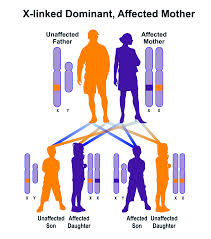 X-linked Dominant, Affected Mother
Unaffected
Father
Affected
Mother
X Y
X X
X Y
X X
X Y
X X
Unaffected
Son
Affected
Daughter
Affected
Son
Unaffected
Daughter